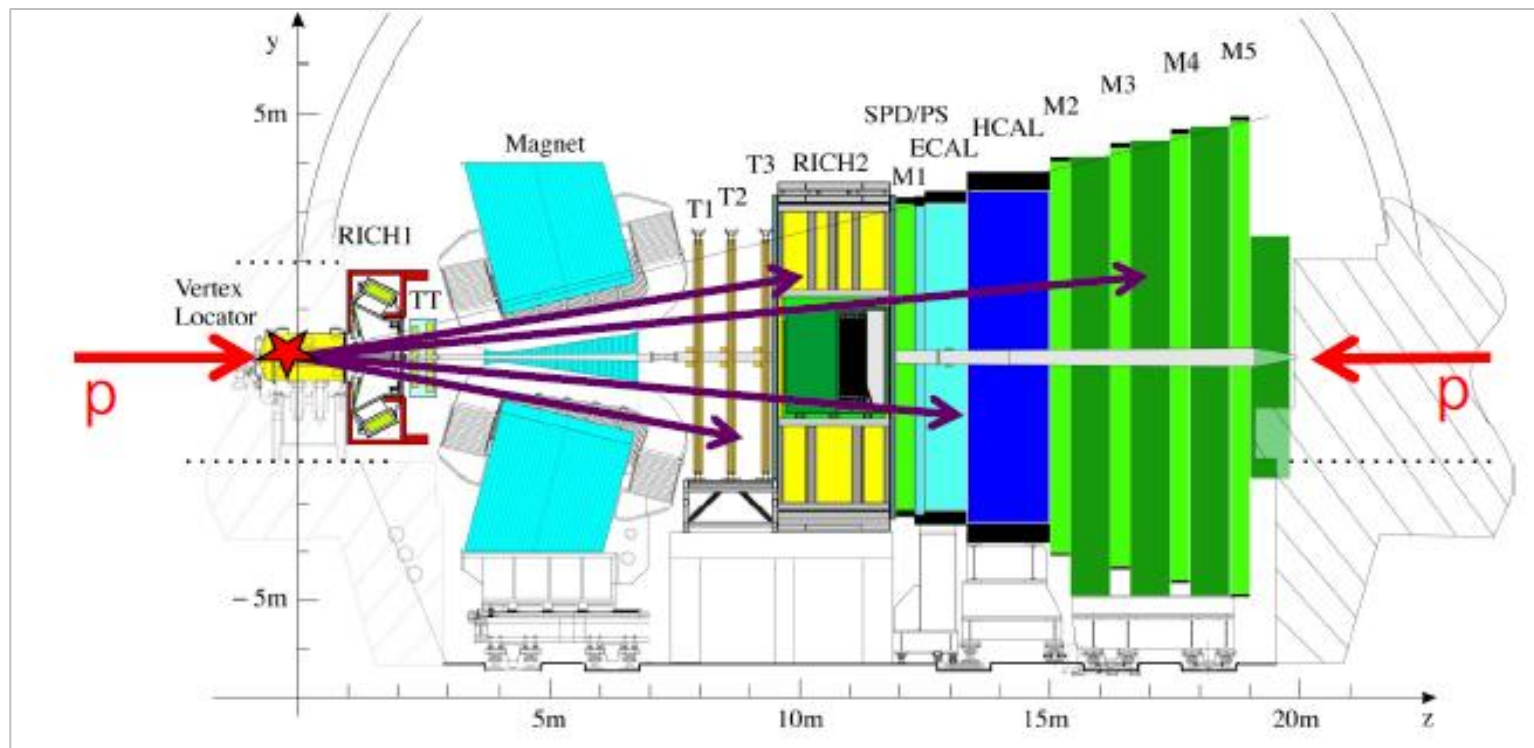 y
5m
Magnet
RICH1
Vertex
Locator
TT
T1
T2
T3
RICH2
M1
SPD/PS
ECAL
HCAL
M2
M3
M4
M5
p
p
−5m
5m
10m
15m
20m
z